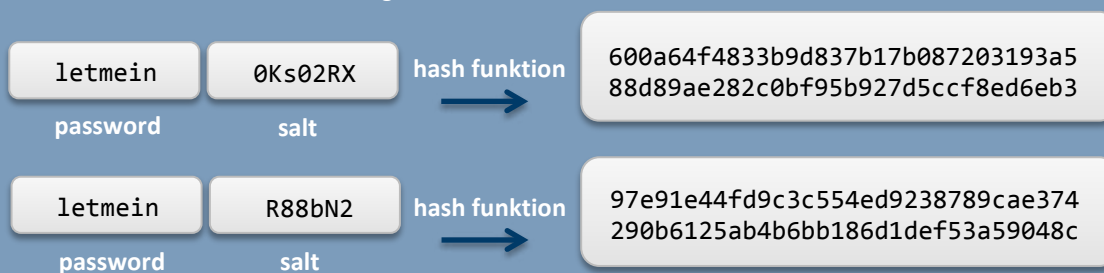 letmein 0Ks02RX hash funktion 600a64f4833b9d837b17b087203193a5
88d89ae282c0bf95b927d5ccf8ed6eb3
password salt
letmein R88bN2 hash funktion 97e91e44fd9c3c554ed9238789cae374
290b6125ab4b6bb186d1def53a59048c
password salt